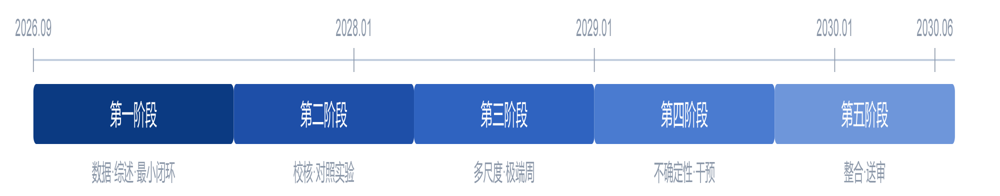 2026.09
2028.01
2029.01
2030.01
2030.06
第一阶段
第二阶段
第三阶段
第四阶段
第五阶段
数据·综述·最小闭环
校核·对照实验
多尺度·极端周
不确定性·干预
整合·送审